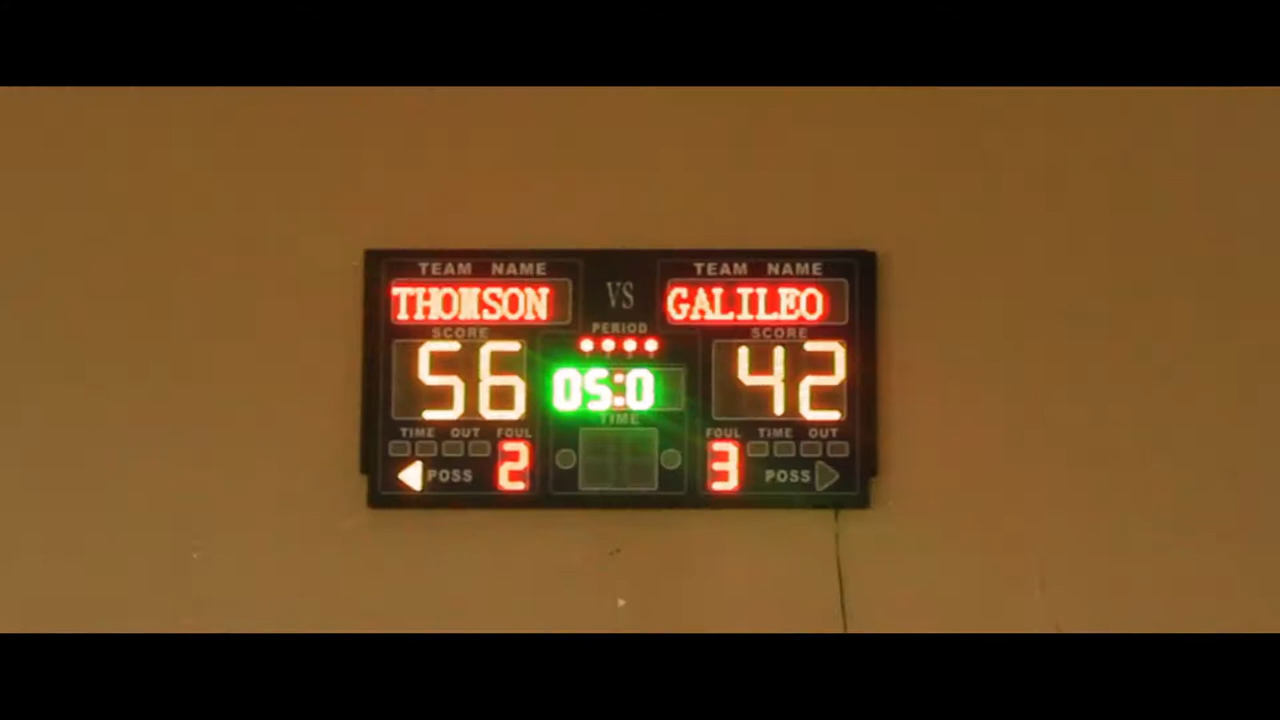 TEAM NAME TEAM NAME
THOMSON VS GALILEO
PERIOD
SCORE SCORE
56 05:0 42
TIME
TIME OUT FOUL FOUL TIME OUT
POSS 2 3 POSS